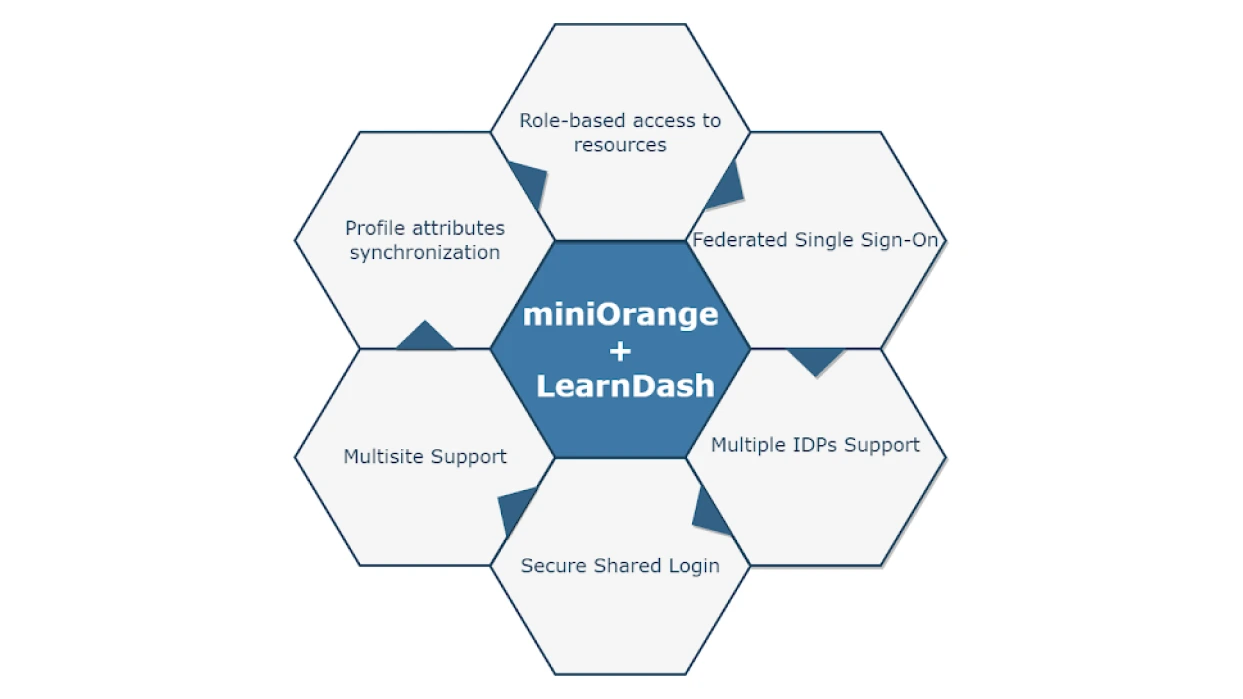 Role-based access to
resources
Profile attributes
synchronization
Federated Single Sign-On
miniOrange
+
LearnDash
Multisite Support
Multiple IDPs Support
Secure Shared Login